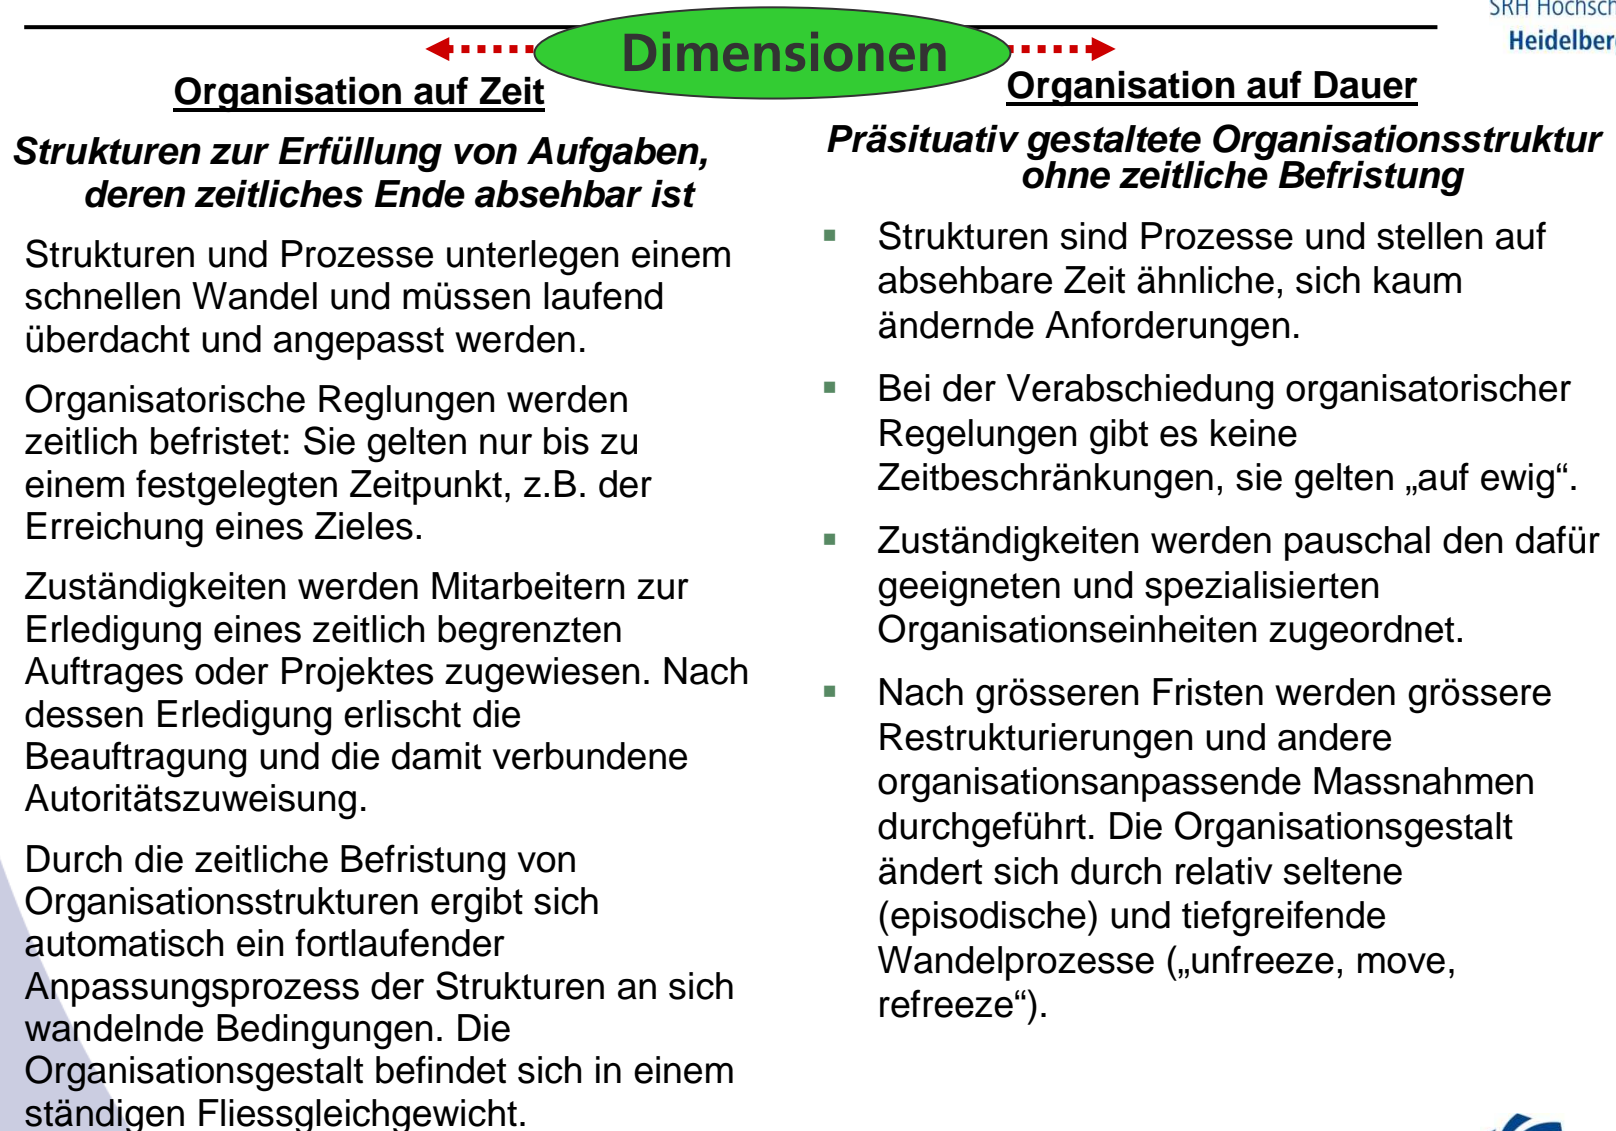 SRH Hochsch
Heidelberg
Dimensionen
Organisation auf Zeit
Strukturen zur Erfüllung von Aufgaben,
deren zeitliches Ende absehbar ist
Strukturen und Prozesse unterlegen einem
schnellen Wandel und müssen laufend
überdacht und angepasst werden.
Organisatorische Reglungen werden
zeitlich befristet: Sie gelten nur bis zu
einem festgelegten Zeitpunkt, z.B. der
Erreichung eines Zieles.
Zuständigkeiten werden Mitarbeitern zur
Erledigung eines zeitlich begrenzten
Auftrages oder Projektes zugewiesen. Nach
dessen Erledigung erlischt die
Beauftragung und die damit verbundene
Autoritätszuweisung.
Durch die zeitliche Befristung von
Organisationsstrukturen ergibt sich
automatisch ein fortlaufender
Anpassungsprozess der Strukturen an sich
wandelnde Bedingungen. Die
Organisationsgestalt befindet sich in einem
ständigen Fliessgleichgewicht.
Organisation auf Dauer
Präsituativ gestaltete Organisationsstruktur
ohne zeitliche Befristung
▪ Strukturen sind Prozesse und stellen auf
absehbare Zeit ähnliche, sich kaum
ändernde Anforderungen.
▪ Bei der Verabschiedung organisatorischer
Regelungen gibt es keine
Zeitbeschränkungen, sie gelten „auf ewig“.
▪ Zuständigkeiten werden pauschal den dafür
geeigneten und spezialisierten
Organisationseinheiten zugeordnet.
▪ Nach grösseren Fristen werden grössere
Restrukturierungen und andere
organisationsanpassende Massnahmen
durchgeführt. Die Organisationsgestalt
ändert sich durch relativ seltene
(episodische) und tiefgreifende
Wandelprozesse („unfreeze, move,
refreeze“).